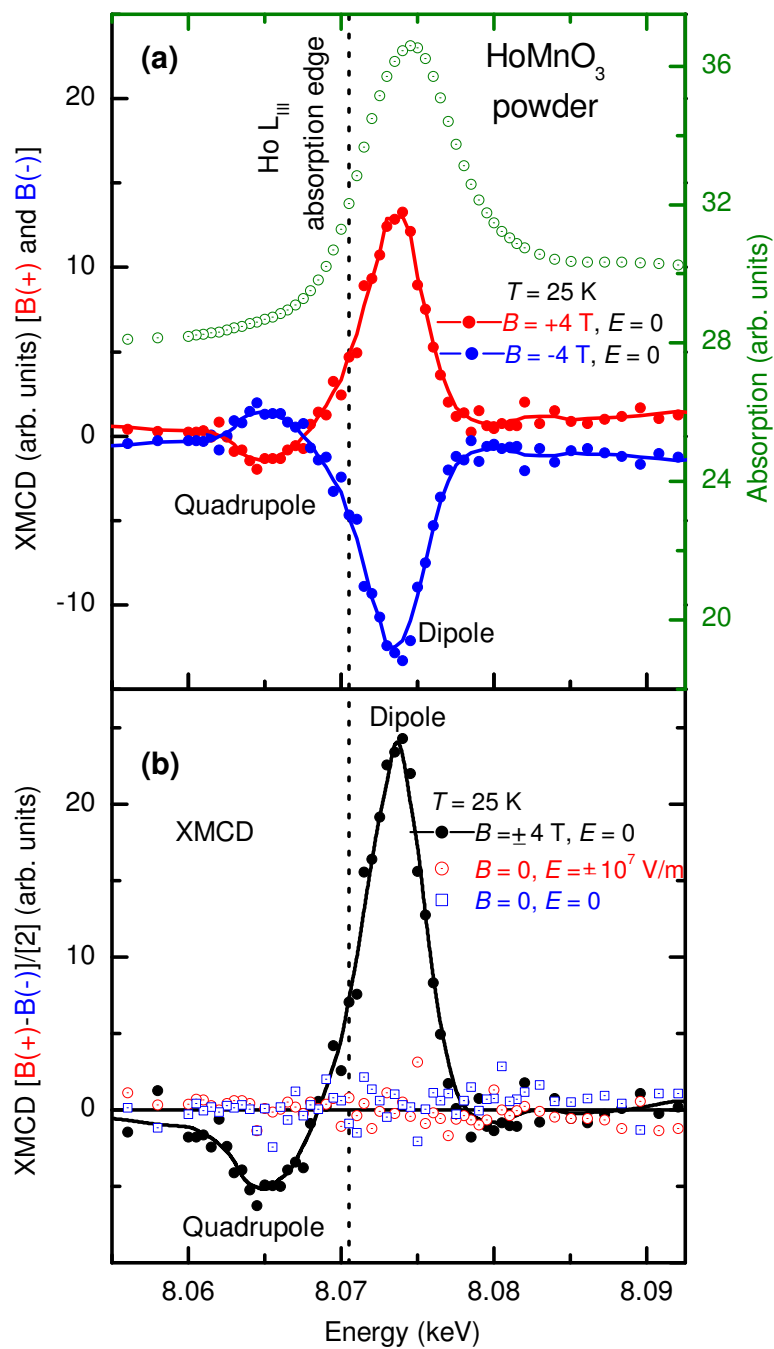 (a)
HoMnO3
powder
Ho LIII
absorption edge
XMCD (arb. units) [B(+) and B(-)]
Absorption (arb. units)
20
10
0
-10
36
32
28
24
20
T = 25 K
B = +4 T, E = 0
B = -4 T, E = 0
Quadrupole
Dipole
(b)
Dipole
XMCD
T = 25 K
B = ± 4 T, E = 0
B = 0, E = ± 10^7 V/m
B = 0, E = 0
XMCD [B(+)-B(-)]/[2] (arb. units)
20
10
0
Quadrupole
8.06 8.07 8.08 8.09
Energy (keV)